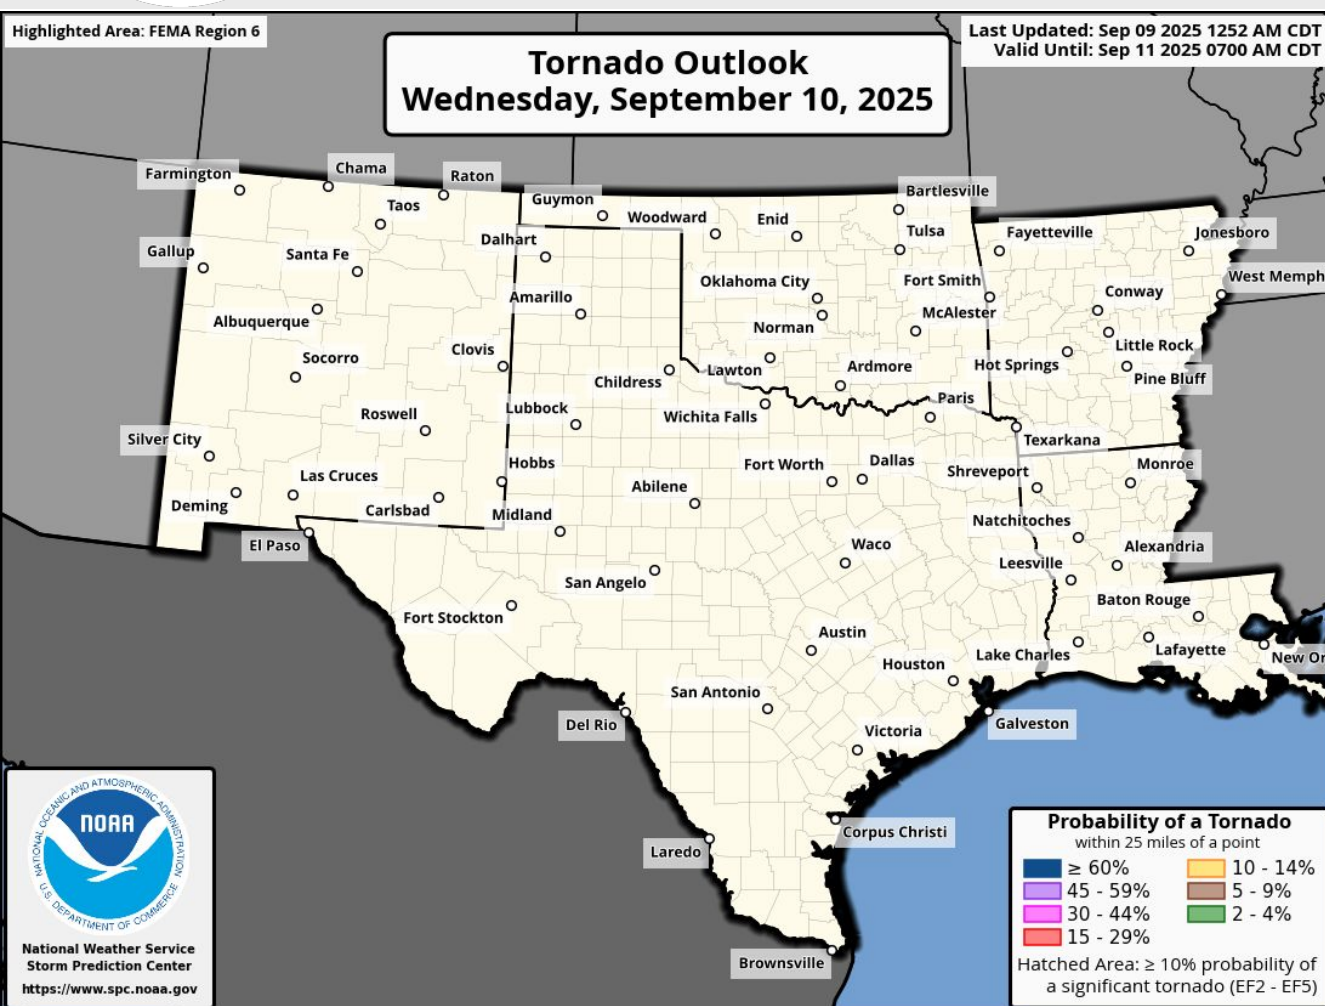 Highlighted Area: FEMA Region 6
Last Updated: Sep 09 2025 1252 AM CDT
Valid Until: Sep 11 2025 0700 AM CDT
Tornado Outlook
Wednesday, September 10, 2025
Farmington
Chama
Raton
Taos
Guymon
Woodward
Enid
Bartlesville
Tulsa
Fayetteville
Jonesboro
Gallup
Santa Fe
Dalhart
Oklahoma City
Fort Smith
West Memph
Amarillo
Conway
Albuquerque
Norman
McAlester
Little Rock
Socorro
Clovis
Childress
Lawton
Ardmore
Hot Springs
Pine Bluff
Roswell
Lubbock
Wichita Falls
Paris
Silver City
Texarkana
Las Cruces
Hobbs
Abilene
Fort Worth
Dallas
Shreveport
Monroe
Deming
Carlsbad
Midland
Natchitoches
El Paso
Waco
Alexandria
San Angelo
Leesville
Fort Stockton
Baton Rouge
Austin
Houston
Lake Charles
Lafayette
New Or
San Antonio
Del Rio
Victoria
Galveston
Corpus Christi
Laredo
Brownsville
NATIONAL OCEANIC AND ATMOSPHERIC ADMINISTRATION
NOAA
U.S. DEPARTMENT OF COMMERCE
National Weather Service
Storm Prediction Center
https://www.spc.noaa.gov
Probability of a Tornado
within 25 miles of a point
≥ 60%
45 - 59%
30 - 44%
15 - 29%
10 - 14%
5 - 9%
2 - 4%
Hatched Area: ≥ 10% probability of
a significant tornado (EF2 - EF5)